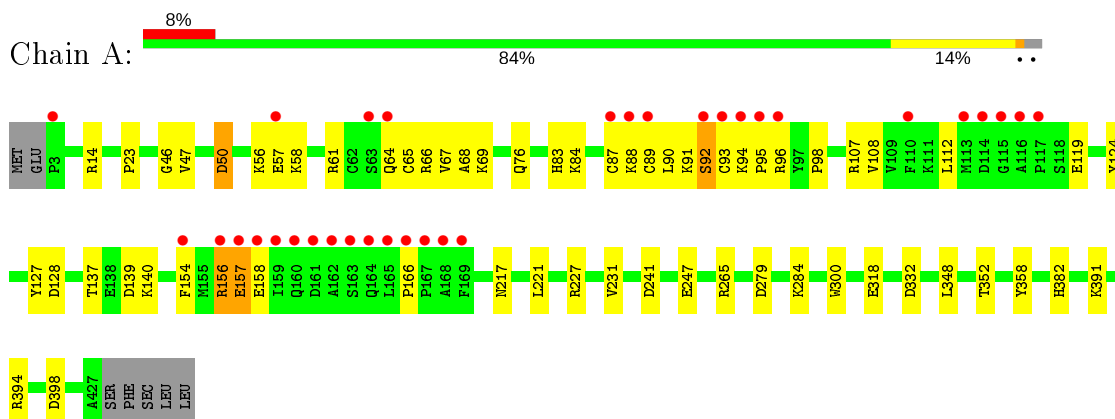 8%
Chain A:
84% 14% • •
MET GLU P3 R14 P23 G46 V47 D50 K56 E57 K58 R61 C62 S63 Q64 C65 R66 V67 A68 K69 Q76 H83 K84 C87 K88 C89 L90 K91 S92 C93 K94 P95 R96 Y97 P98 R107 V108 V109 F110 K111 L112 M113 D114 G115 A116 P117 S118 E119 Y124
Y127 D128 T137 E138 D139 K140 F154 M155 R156 E157 E158 I159 Q160 D161 A162 S163 Q164 L165 P166 P167 A168 F169 N217 L221 R227 V231 D241 E247 R265 D279 K284 W300 E318 D332 L348 T352 Y358 H382 K391
R394 D398 A427 SER PHE SEC LEU LEU